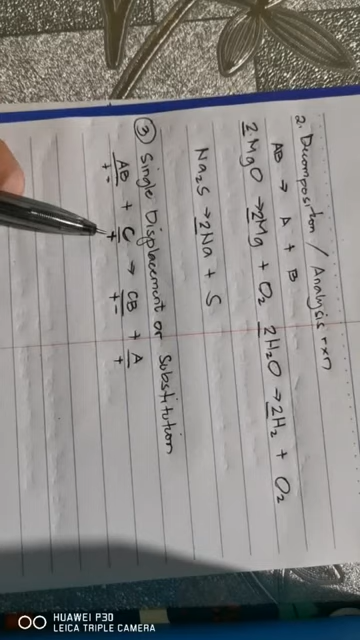 2. Decomposition / Analysis rxn
AB → A + B
2MgO → 2Mg + O₂ 2H₂O → 2H₂ + O₂
Na₂S → 2Na + S
③ Single Displacement or Substitution
AB + C → CB + A
+ - + + - +
HUAWEI P30
LEICA TRIPLE CAMERA